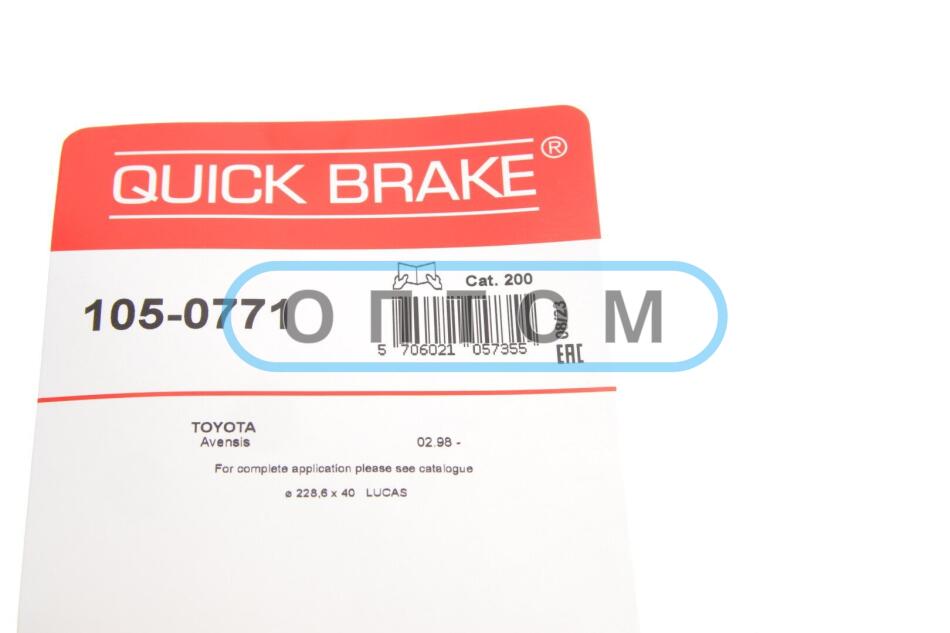 QUICK BRAKE®
Cat. 200
105-0771
ОПТОМ
08/23
5 706021 057355
EAC
TOYOTA
Avensis 02.98 -
For complete application please see catalogue
ø 228,6 x 40 LUCAS